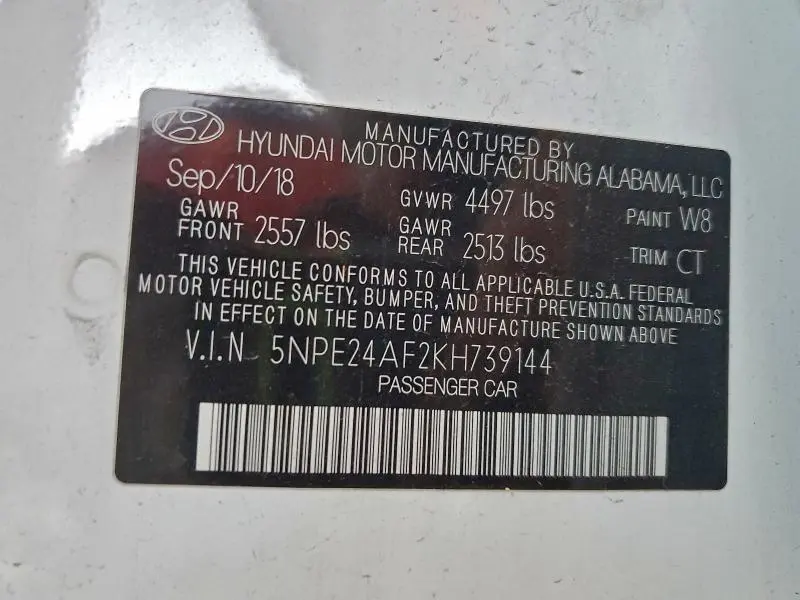 MANUFACTURED BY
HYUNDAI MOTOR MANUFACTURING ALABAMA, LLC
Sep/10/18 GVWR 4497 lbs PAINT W8
GAWR FRONT 2557 lbs GAWR REAR 2513 lbs TRIM CT
THIS VEHICLE CONFORMS TO ALL APPLICABLE U.S.A. FEDERAL
MOTOR VEHICLE SAFETY, BUMPER, AND THEFT PREVENTION STANDARDS
IN EFFECT ON THE DATE OF MANUFACTURE SHOWN ABOVE
V.I.N 5NPE24AF2KH739144
PASSENGER CAR